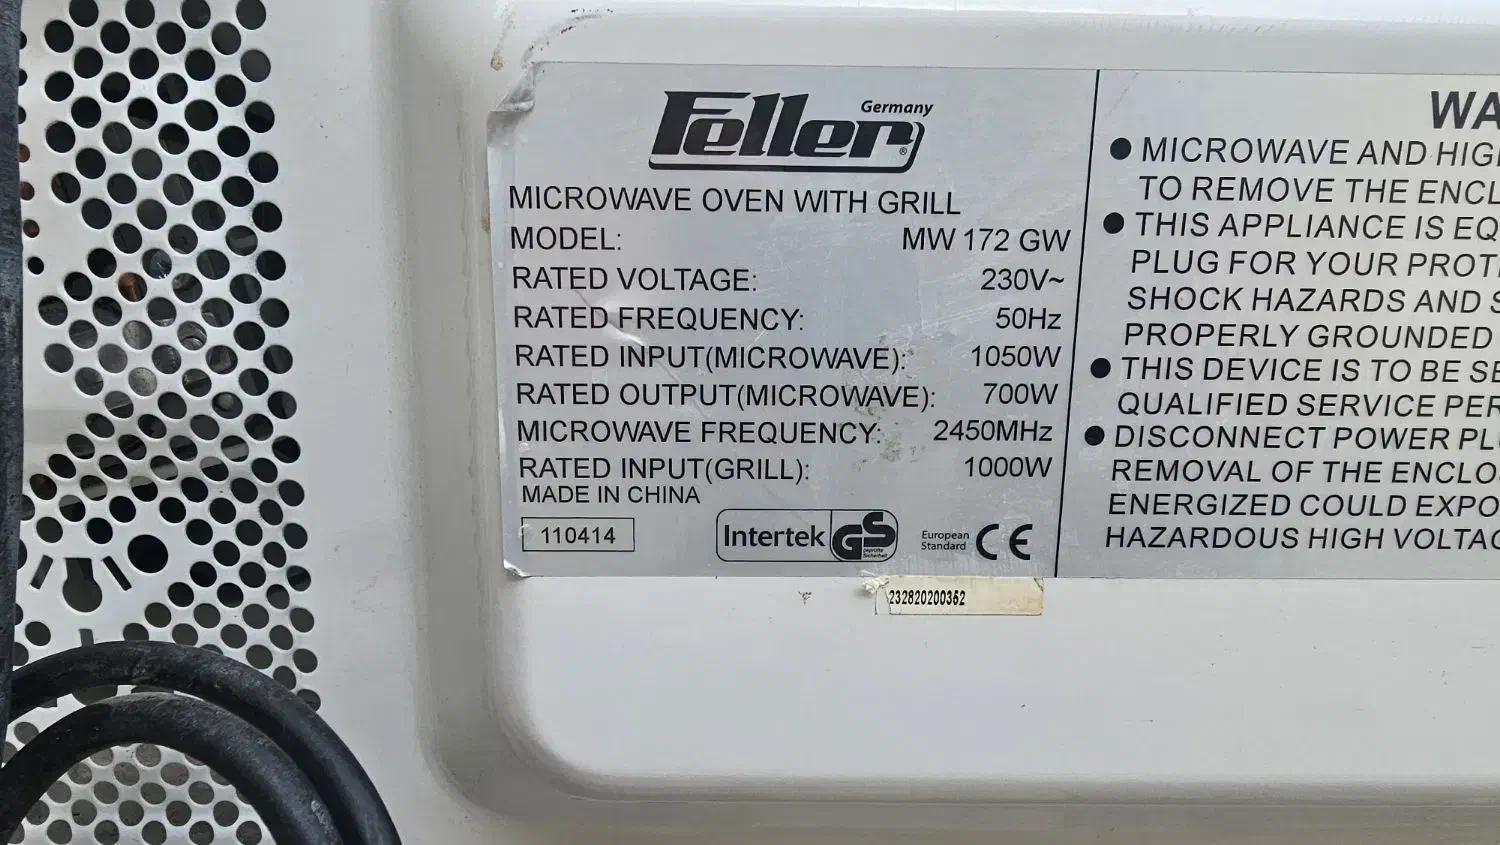 Feller Germany ®
MICROWAVE OVEN WITH GRILL
MODEL: MW 172 GW
RATED VOLTAGE: 230V~
RATED FREQUENCY: 50Hz
RATED INPUT(MICROWAVE): 1050W
RATED OUTPUT(MICROWAVE): 700W
MICROWAVE FREQUENCY: 2450MHz
RATED INPUT(GRILL): 1000W
MADE IN CHINA
110414
Intertek GS geprüfte Sicherheit
European
Standard CE
232820200352
WA
● MICROWAVE AND HIG
TO REMOVE THE ENCL
● THIS APPLIANCE IS EQ
PLUG FOR YOUR PROT
SHOCK HAZARDS AND S
PROPERLY GROUNDED
● THIS DEVICE IS TO BE SE
QUALIFIED SERVICE PER
● DISCONNECT POWER PL
REMOVAL OF THE ENCLO
ENERGIZED COULD EXPO
HAZARDOUS HIGH VOLTAG